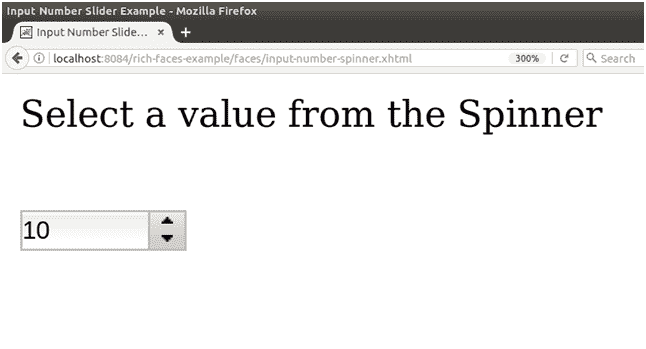 Input Number Slider Example - Mozilla Firefox
Input Number Slide... × +
localhost:8084/rich-faces-example/faces/input-number-spinner.xhtml 300% Search
Select a value from the Spinner
10